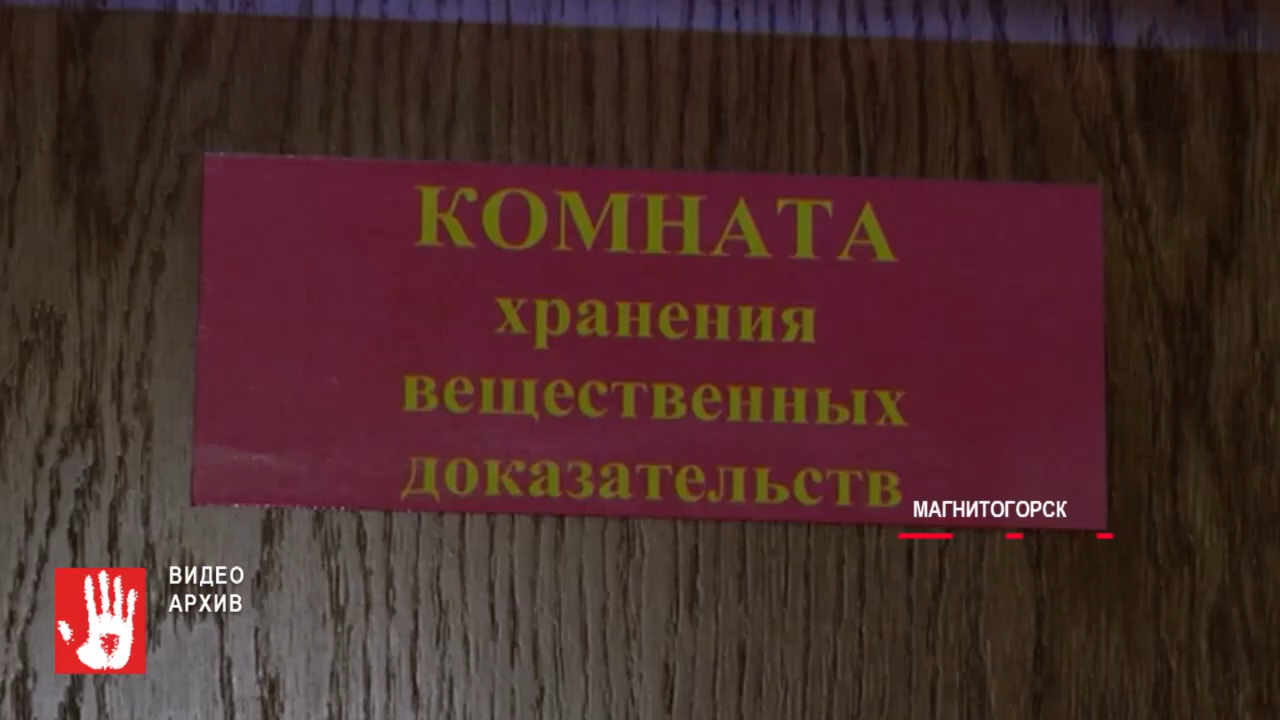 КОМНАТА
хранения
вещественных
доказательств
МАГНИТОГОРСК
ВИДЕО
АРХИВ